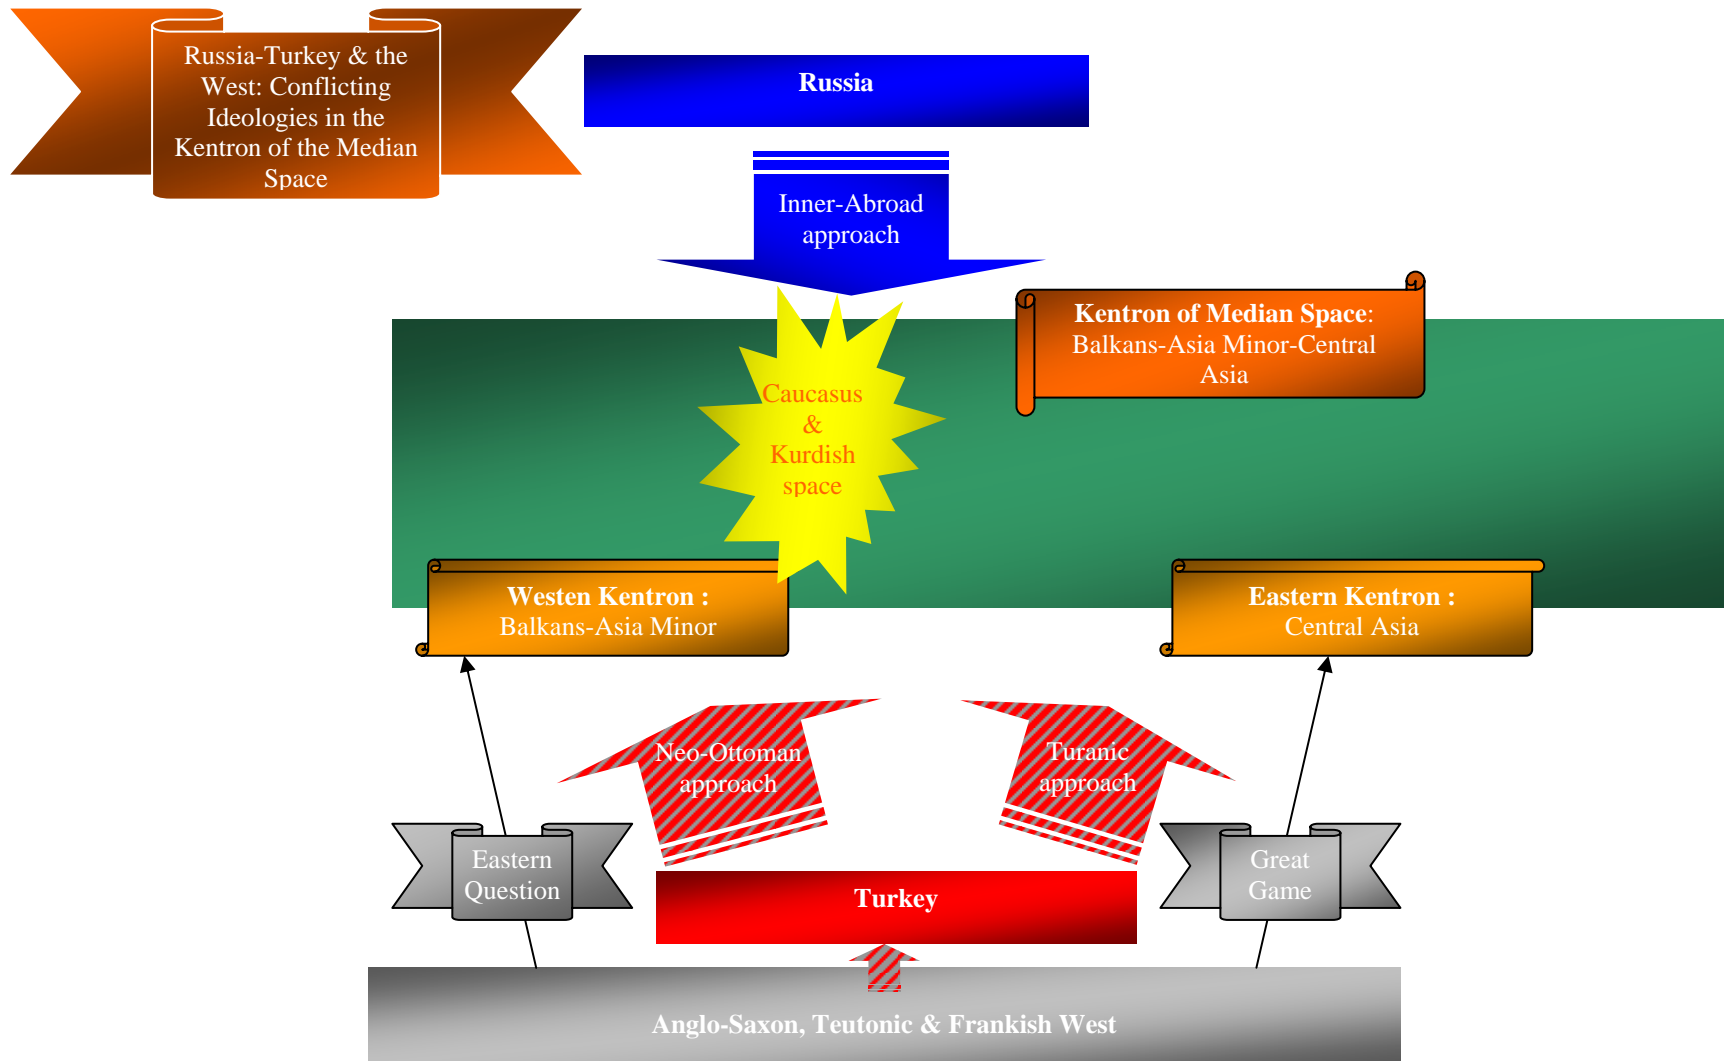 Russia-Turkey & the
West: Conflicting
Ideologies in the
Kentron of the Median
Space
Russia
Inner-Abroad
approach
Kentron of Median Space:
Balkans-Asia Minor-Central
Asia
Caucasus
&
Kurdish
space
Westen Kentron :
Balkans-Asia Minor
Eastern Kentron :
Central Asia
Neo-Ottoman
approach
Turanic
approach
Eastern
Question
Great
Game
Turkey
Anglo-Saxon, Teutonic & Frankish West